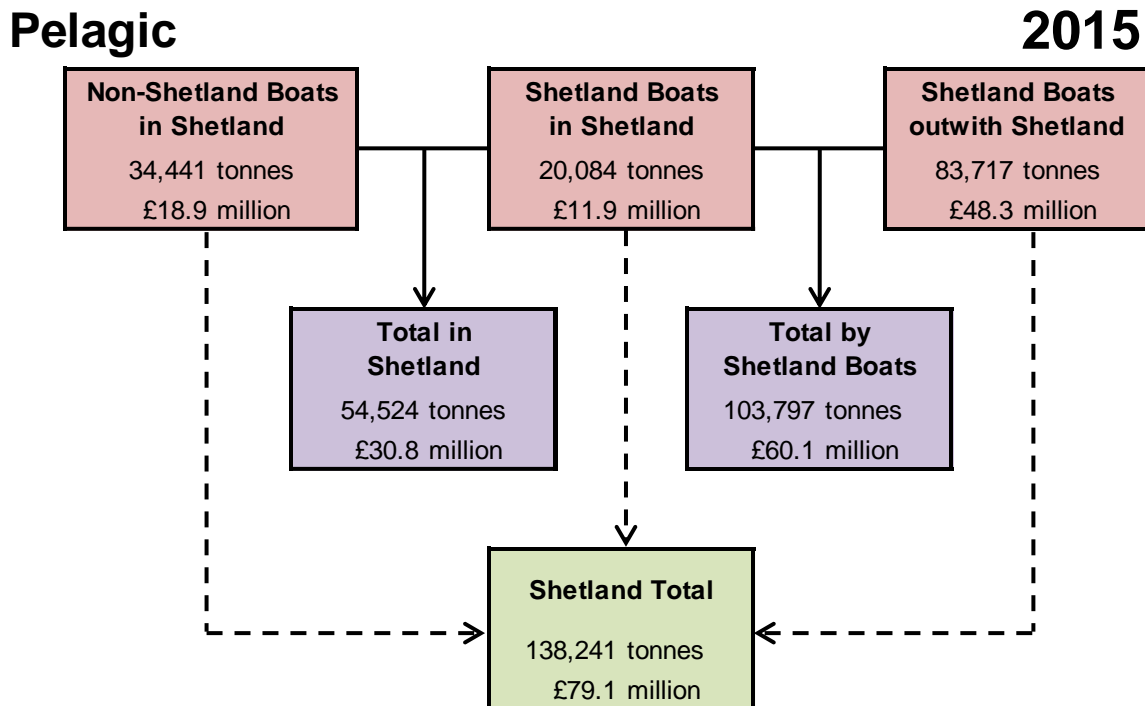 Pelagic
2015
Non-Shetland Boats
in Shetland
34,441 tonnes
£18.9 million
Shetland Boats
in Shetland
20,084 tonnes
£11.9 million
Shetland Boats
outwith Shetland
83,717 tonnes
£48.3 million
Total in
Shetland
54,524 tonnes
£30.8 million
Total by
Shetland Boats
103,797 tonnes
£60.1 million
Shetland Total
138,241 tonnes
£79.1 million